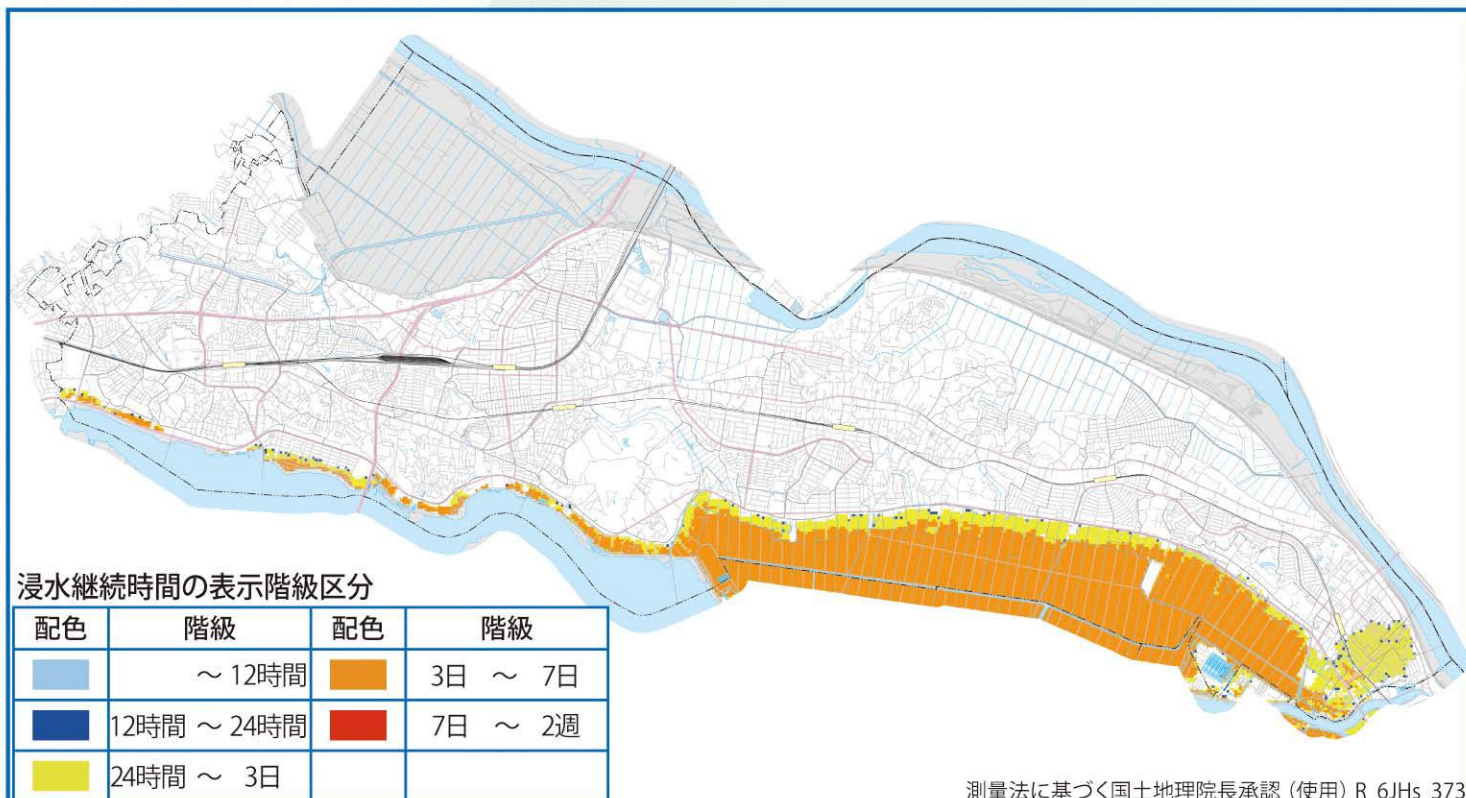 浸水継続時間の表示階級区分
配色 階級 配色 階級
～ 12時間 3日 ～ 7日
12時間 ～ 24時間 7日 ～ 2週
24時間 ～ 3日
測量法に基づく国土地理院長承認（使用）R 6JHs 373